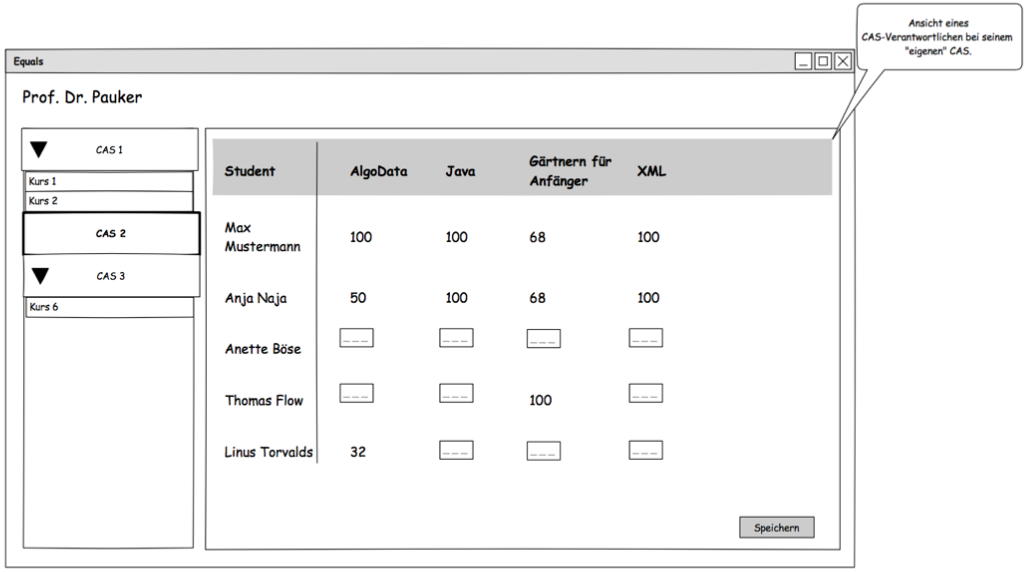 Ansicht eines
CAS-Verantwortlichen bei seinem
"eigenen" CAS.
Equals
Prof. Dr. Pauker
CAS 1
Kurs 1
Kurs 2
CAS 2
CAS 3
Kurs 6
Student AlgoData Java Gärtnern für
Anfänger XML
Max
Mustermann 100 100 68 100
Anja Naja 50 100 68 100
Anette Böse _ _ _ _ _ _ _ _ _ _ _ _
Thomas Flow _ _ _ _ _ _ 100 _ _ _
Linus Torvalds 32 _ _ _ _ _ _ _ _ _
Speichern